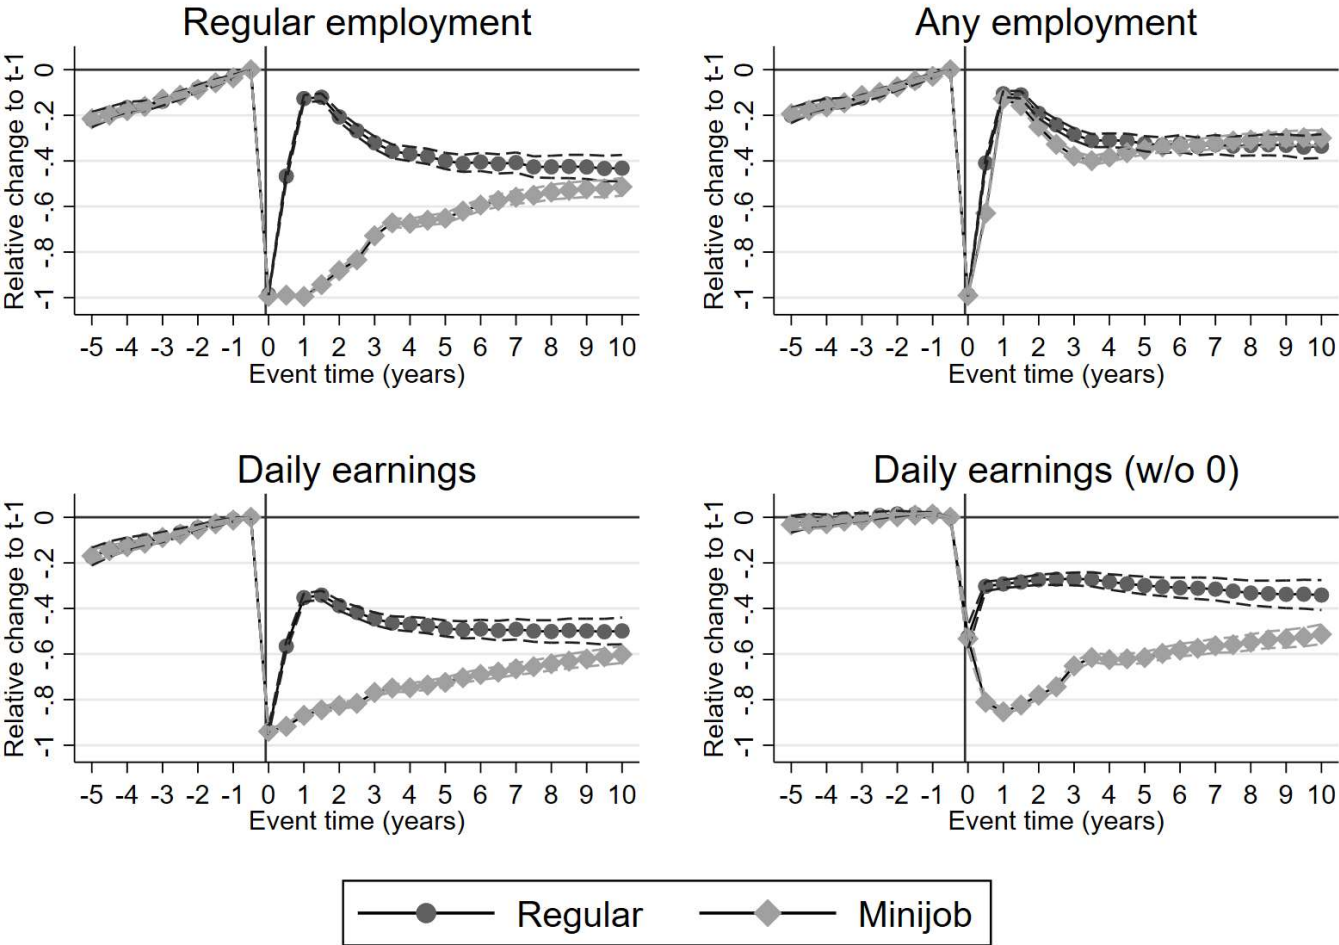 Regular employment
Relative change to t-1
0
-.2
-.4
-.6
-.8
-1
-5 -4 -3 -2 -1 0 1 2 3 4 5 6 7 8 9 10
Event time (years)
Any employment
Relative change to t-1
0
-.2
-.4
-.6
-.8
-1
-5 -4 -3 -2 -1 0 1 2 3 4 5 6 7 8 9 10
Event time (years)
Daily earnings
Relative change to t-1
0
-.2
-.4
-.6
-.8
-1
-5 -4 -3 -2 -1 0 1 2 3 4 5 6 7 8 9 10
Event time (years)
Daily earnings (w/o 0)
Relative change to t-1
0
-.2
-.4
-.6
-.8
-1
-5 -4 -3 -2 -1 0 1 2 3 4 5 6 7 8 9 10
Event time (years)
Regular Minijob